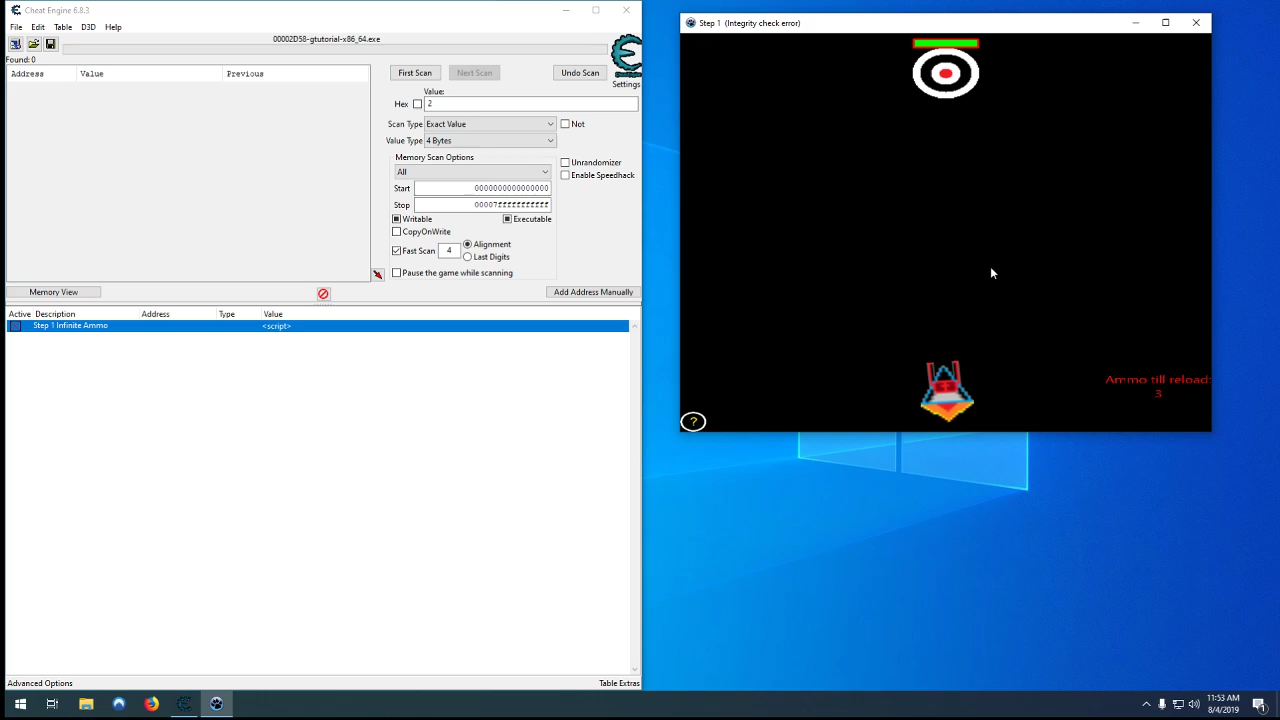 Cheat Engine 6.8.3
File Edit Table D3D Help
00002D58-gtutorial-x86_64.exe
Found: 0
Address Value Previous
First Scan Next Scan Undo Scan
Settings
Value:
Hex 2
Scan Type Exact Value Not
Value Type 4 Bytes
Memory Scan Options
All
Unrandomizer
Enable Speedhack
Start 0000000000000000
Stop 00007fffffffffff
Writable Executable
CopyOnWrite
Fast Scan 4 Alignment
Last Digits
Pause the game while scanning
Memory View Add Address Manually
Active Description Address Type Value
Step 1 Infinite Ammo <script>
Advanced Options Table Extras
Step 1 (Integrity check error)
Ammo till reload:
3
?
11:53 AM
8/4/2019
1